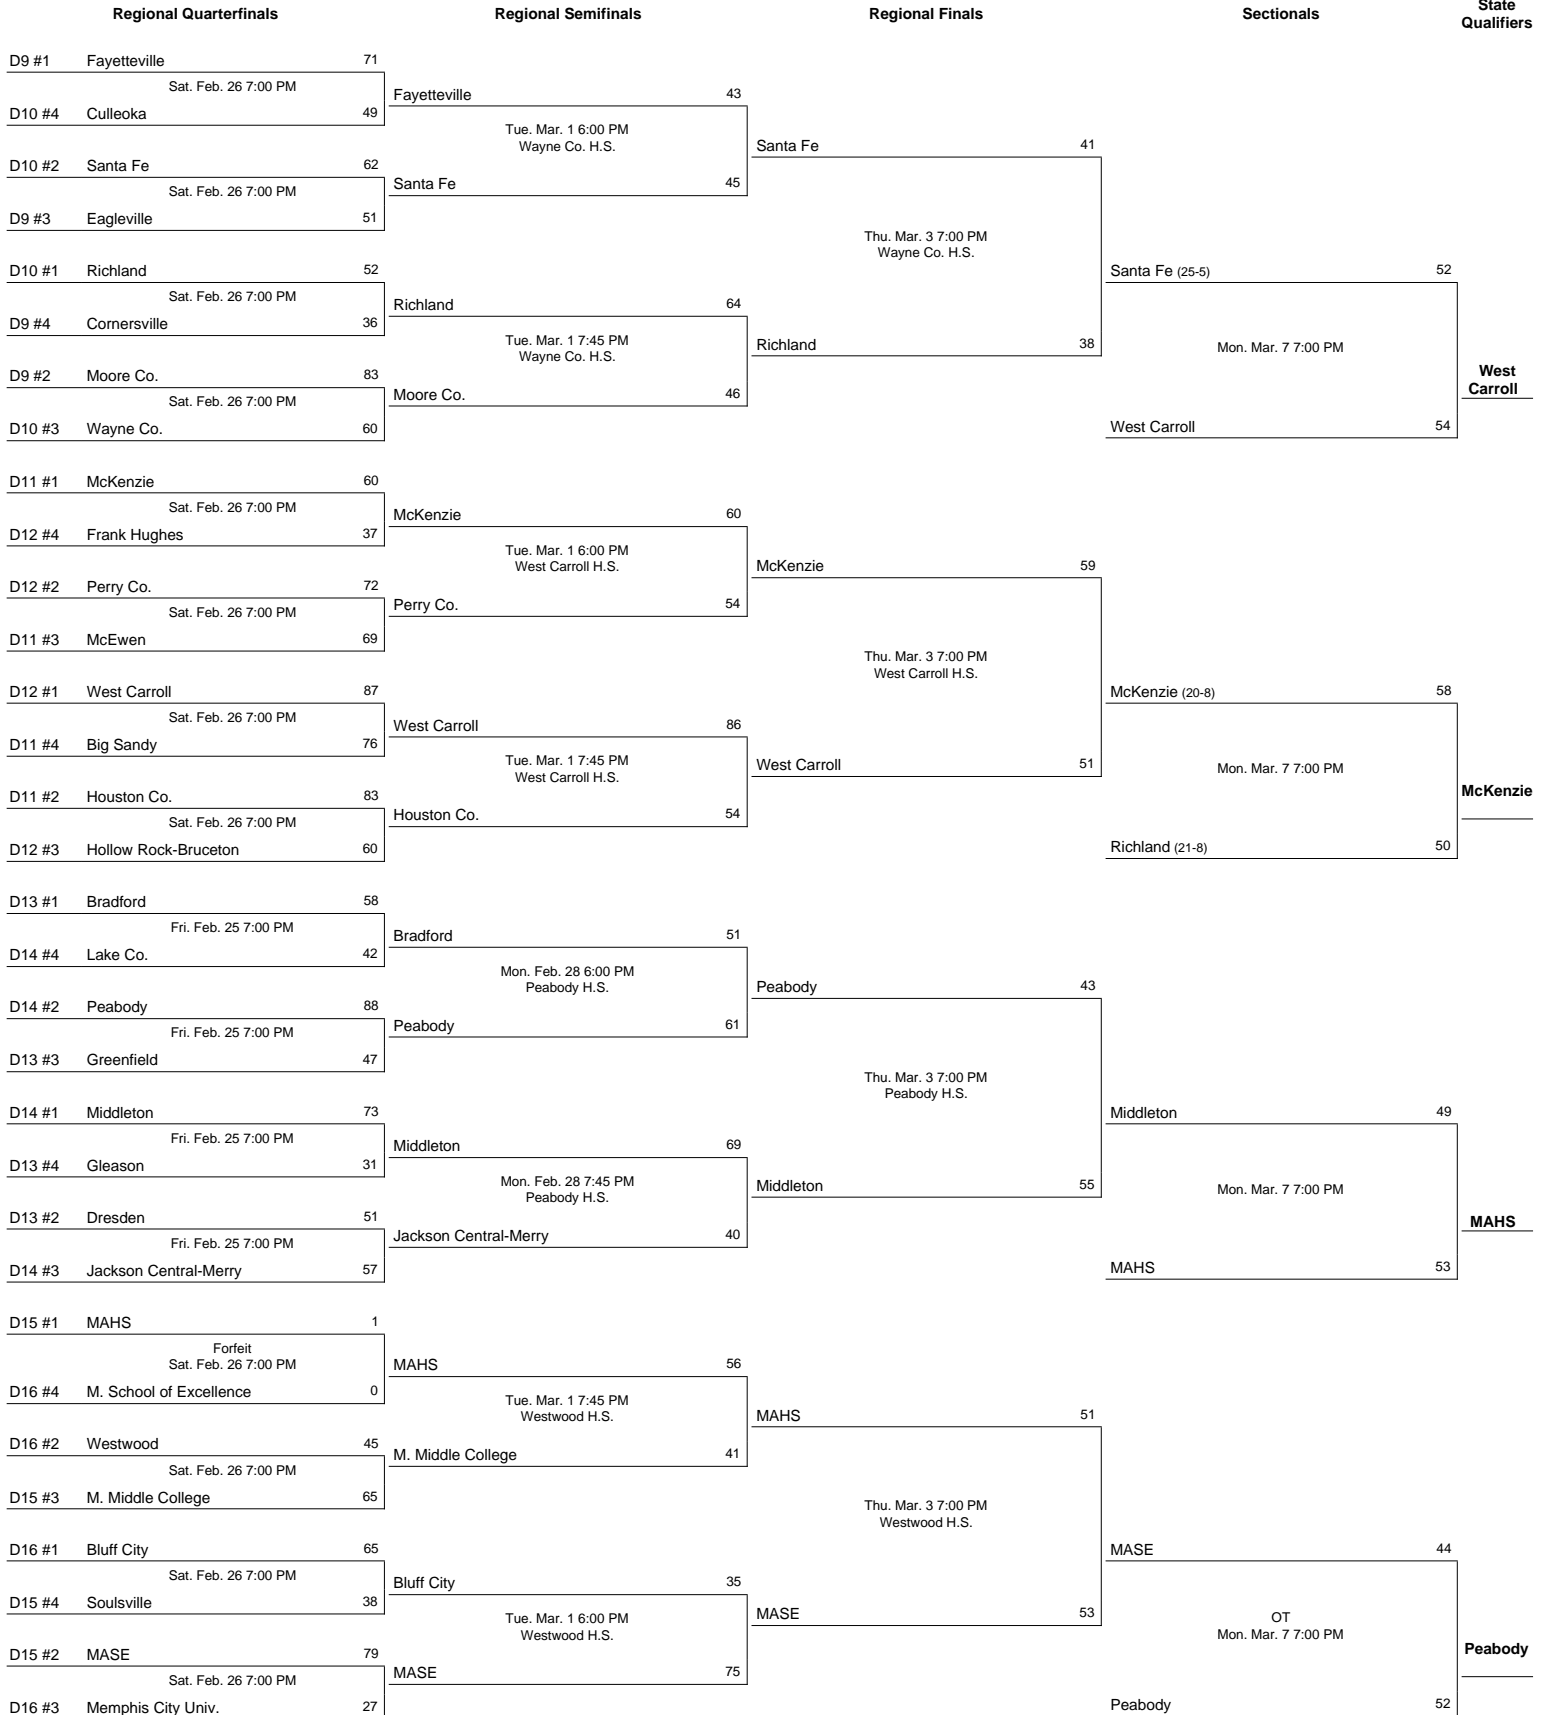 Regional Quarterfinals
Regional Semifinals
Regional Finals
Sectionals
State
Qualifiers
D9 #1 Fayetteville 71
Sat. Feb. 26 7:00 PM
D10 #4 Culleoka 49
D10 #2 Santa Fe 62
Sat. Feb. 26 7:00 PM
D9 #3 Eagleville 51
D10 #1 Richland 52
Sat. Feb. 26 7:00 PM
D9 #4 Cornersville 36
D9 #2 Moore Co. 83
Sat. Feb. 26 7:00 PM
D10 #3 Wayne Co. 60
D11 #1 McKenzie 60
Sat. Feb. 26 7:00 PM
D12 #4 Frank Hughes 37
D12 #2 Perry Co. 72
Sat. Feb. 26 7:00 PM
D11 #3 McEwen 69
D12 #1 West Carroll 87
Sat. Feb. 26 7:00 PM
D11 #4 Big Sandy 76
D11 #2 Houston Co. 83
Sat. Feb. 26 7:00 PM
D12 #3 Hollow Rock-Bruceton 60
D13 #1 Bradford 58
Fri. Feb. 25 7:00 PM
D14 #4 Lake Co. 42
D14 #2 Peabody 88
Fri. Feb. 25 7:00 PM
D13 #3 Greenfield 47
D14 #1 Middleton 73
Fri. Feb. 25 7:00 PM
D13 #4 Gleason 31
D13 #2 Dresden 51
Fri. Feb. 25 7:00 PM
D14 #3 Jackson Central-Merry 57
D15 #1 MAHS 1
Forfeit
Sat. Feb. 26 7:00 PM
D16 #4 M. School of Excellence 0
D16 #2 Westwood 45
Sat. Feb. 26 7:00 PM
D15 #3 M. Middle College 65
D16 #1 Bluff City 65
Sat. Feb. 26 7:00 PM
D15 #4 Soulsville 38
D15 #2 MASE 79
Sat. Feb. 26 7:00 PM
D16 #3 Memphis City Univ. 27
Fayetteville 43
Tue. Mar. 1 6:00 PM
Wayne Co. H.S.
Santa Fe 45
Richland 64
Tue. Mar. 1 7:45 PM
Wayne Co. H.S.
Moore Co. 46
McKenzie 60
Tue. Mar. 1 6:00 PM
West Carroll H.S.
Perry Co. 54
West Carroll 86
Tue. Mar. 1 7:45 PM
West Carroll H.S.
Houston Co. 54
Bradford 51
Mon. Feb. 28 6:00 PM
Peabody H.S.
Peabody 61
Middleton 69
Mon. Feb. 28 7:45 PM
Peabody H.S.
Jackson Central-Merry 40
MAHS 56
Tue. Mar. 1 7:45 PM
Westwood H.S.
M. Middle College 41
Bluff City 35
Tue. Mar. 1 6:00 PM
Westwood H.S.
MASE 75
Santa Fe 41
Thu. Mar. 3 7:00 PM
Wayne Co. H.S.
Richland 38
McKenzie 59
Thu. Mar. 3 7:00 PM
West Carroll H.S.
West Carroll 51
Peabody 43
Thu. Mar. 3 7:00 PM
Peabody H.S.
Middleton 55
MAHS 51
Thu. Mar. 3 7:00 PM
Westwood H.S.
MASE 53
Santa Fe (25-5) 52
Mon. Mar. 7 7:00 PM
West Carroll 54
McKenzie (20-8) 58
Mon. Mar. 7 7:00 PM
Richland (21-8) 50
Middleton 49
Mon. Mar. 7 7:00 PM
MAHS 53
MASE 44
OT
Mon. Mar. 7 7:00 PM
Peabody 52
West
Carroll
McKenzie
MAHS
Peabody